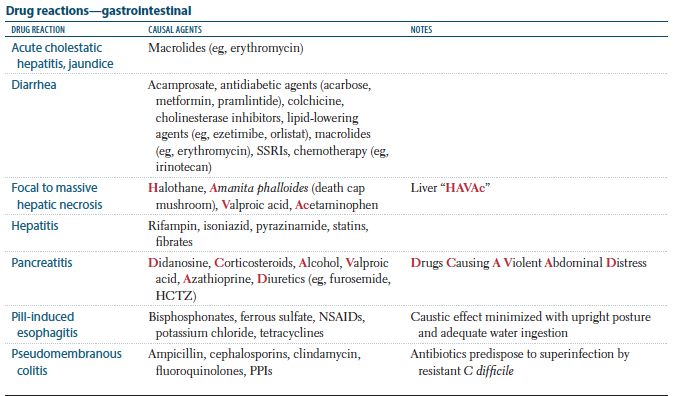 Drug reactions—gastrointestinal
DRUG REACTION CAUSAL AGENTS NOTES
Acute cholestatic hepatitis, jaundice
Macrolides (eg, erythromycin)
Diarrhea
Acamprosate, antidiabetic agents (acarbose,
metformin, pramlintide), colchicine,
cholinesterase inhibitors, lipid-lowering
agents (eg, ezetimibe, orlistat), macrolides
(eg, erythromycin), SSRIs, chemotherapy (eg,
irinotecan)
Focal to massive
hepatic necrosis
Halothane, Amanita phalloides (death cap
mushroom), Valproic acid, Acetaminophen
Liver “HAVAc”
Hepatitis
Rifampin, isoniazid, pyrazinamide, statins,
fibrates
Pancreatitis
Didanosine, Corticosteroids, Alcohol, Valproic
acid, Azathioprine, Diuretics (eg, furosemide,
HCTZ)
Drugs Causing A Violent Abdominal Distress
Pill-induced
esophagitis
Bisphosphonates, ferrous sulfate, NSAIDs,
potassium chloride, tetracyclines
Caustic effect minimized with upright posture
and adequate water ingestion
Pseudomembranous
colitis
Ampicillin, cephalosporins, clindamycin,
fluoroquinolones, PPIs
Antibiotics predispose to superinfection by
resistant C difficile